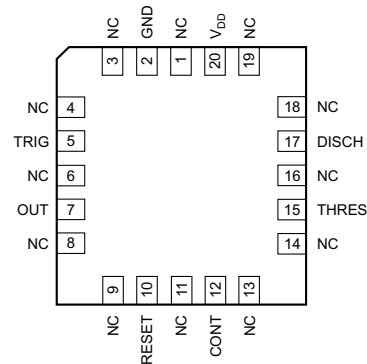 NC GND NC VDD NC
3 2 1 20 19
NC 4 18 NC
TRIG 5 17 DISCH
NC 6 16 NC
OUT 7 15 THRES
NC 8 14 NC
9 10 11 12 13
NC RESET NC CONT NC